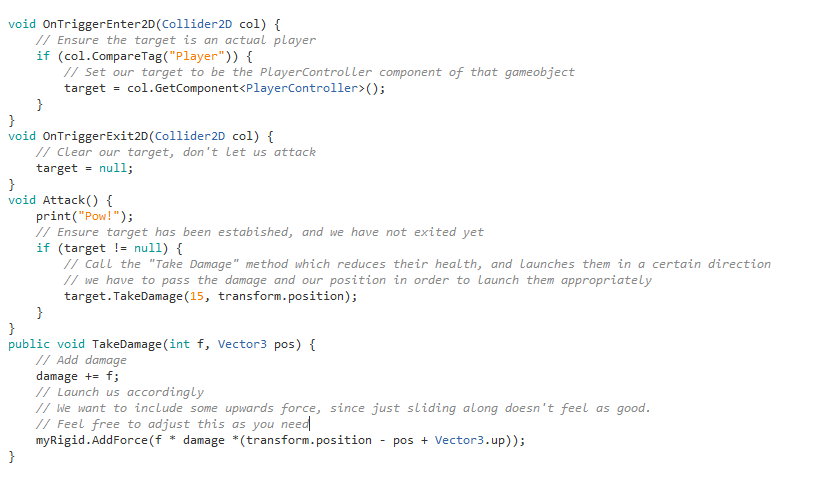 void OnTriggerEnter2D(Collider2D col) {
    // Ensure the target is an actual player
    if (col.CompareTag("Player")) {
        // Set our target to be the PlayerController component of that gameobject
        target = col.GetComponent<PlayerController>();
    }
}
void OnTriggerExit2D(Collider2D col) {
    // Clear our target, don't let us attack
    target = null;
}
void Attack() {
    print("Pow!");
    // Ensure target has been estabished, and we have not exited yet
    if (target != null) {
        // Call the "Take Damage" method which reduces their health, and launches them in a certain direction
        // we have to pass the damage and our position in order to launch them appropriately
        target.TakeDamage(15, transform.position);
    }
}
public void TakeDamage(int f, Vector3 pos) {
    // Add damage
    damage += f;
    // Launch us accordingly
    // We want to include some upwards force, since just sliding along doesn't feel as good.
    // Feel free to adjust this as you need
    myRigid.AddForce(f * damage *(transform.position - pos + Vector3.up));
}